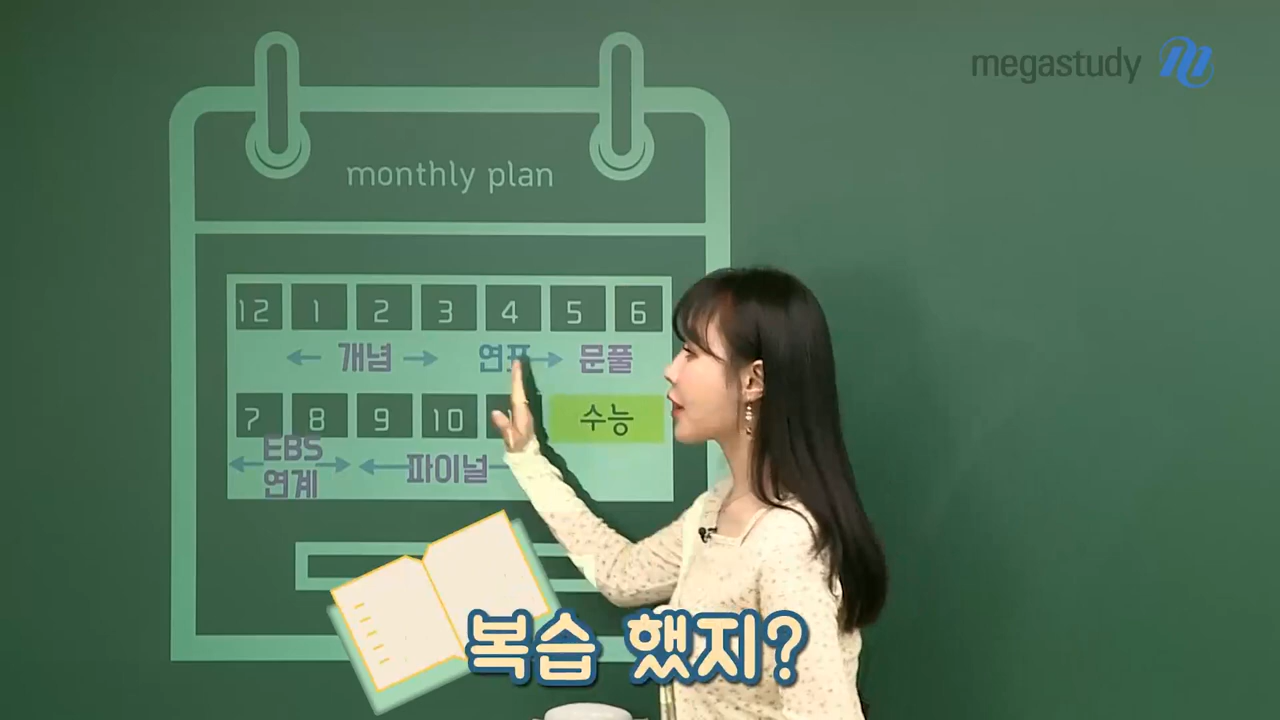 megastudy
monthly plan
12 1 2 3 4 5 6
개념 연표 문풀
7 8 9 10 수능
EBS
연계 파이널
복습 했지?